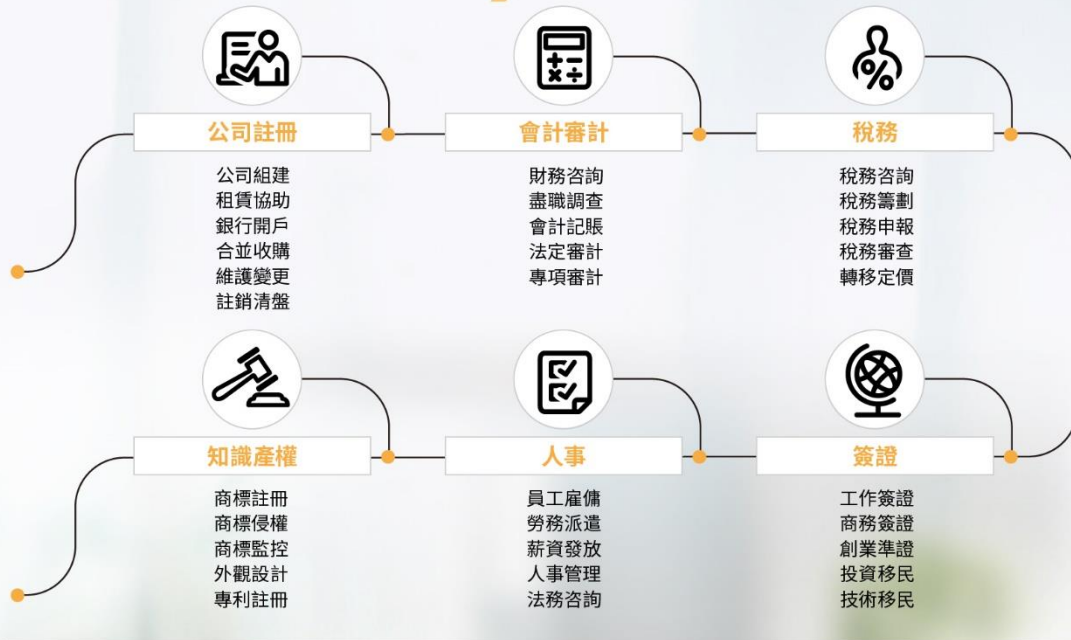 公司註冊
公司組建
租賃協助
銀行開戶
合並收購
維護變更
註銷清盤
會計審計
財務咨詢
盡職調查
會計記賬
法定審計
專項審計
稅務
稅務咨詢
稅務籌劃
稅務申報
稅務審查
轉移定價
知識產權
商標註冊
商標侵權
商標監控
外觀設計
專利註冊
人事
員工雇傭
勞務派遣
薪資發放
人事管理
法務咨詢
簽證
工作簽證
商務簽證
創業準證
投資移民
技術移民